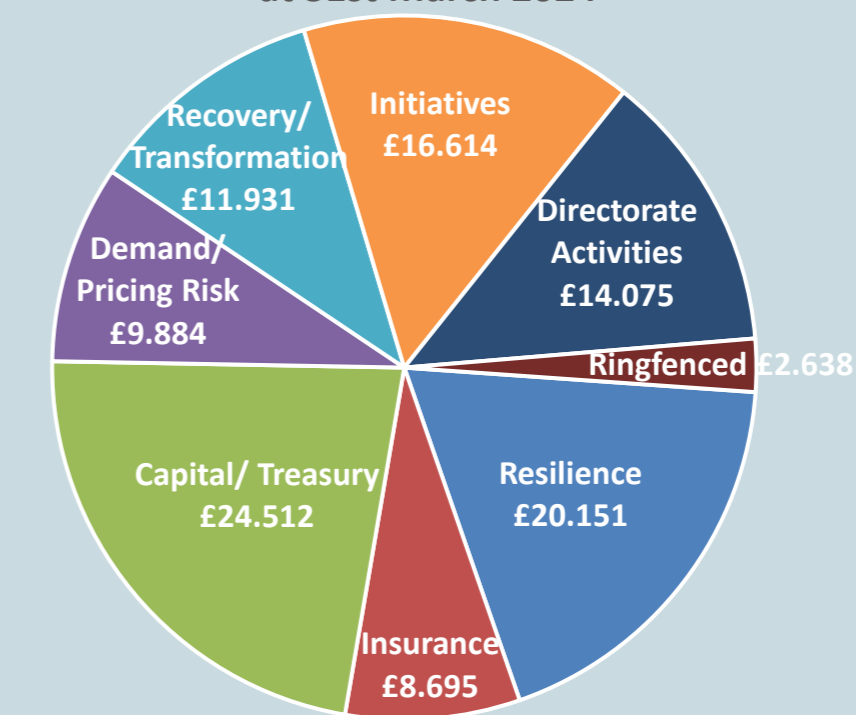 Initiatives
£16.614
Recovery/
Transformation
£11.931
Directorate
Activities
£14.075
Demand/
Pricing Risk
£9.884
Ringfenced £2.638
Capital/ Treasury
£24.512
Resilience
£20.151
Insurance
£8.695